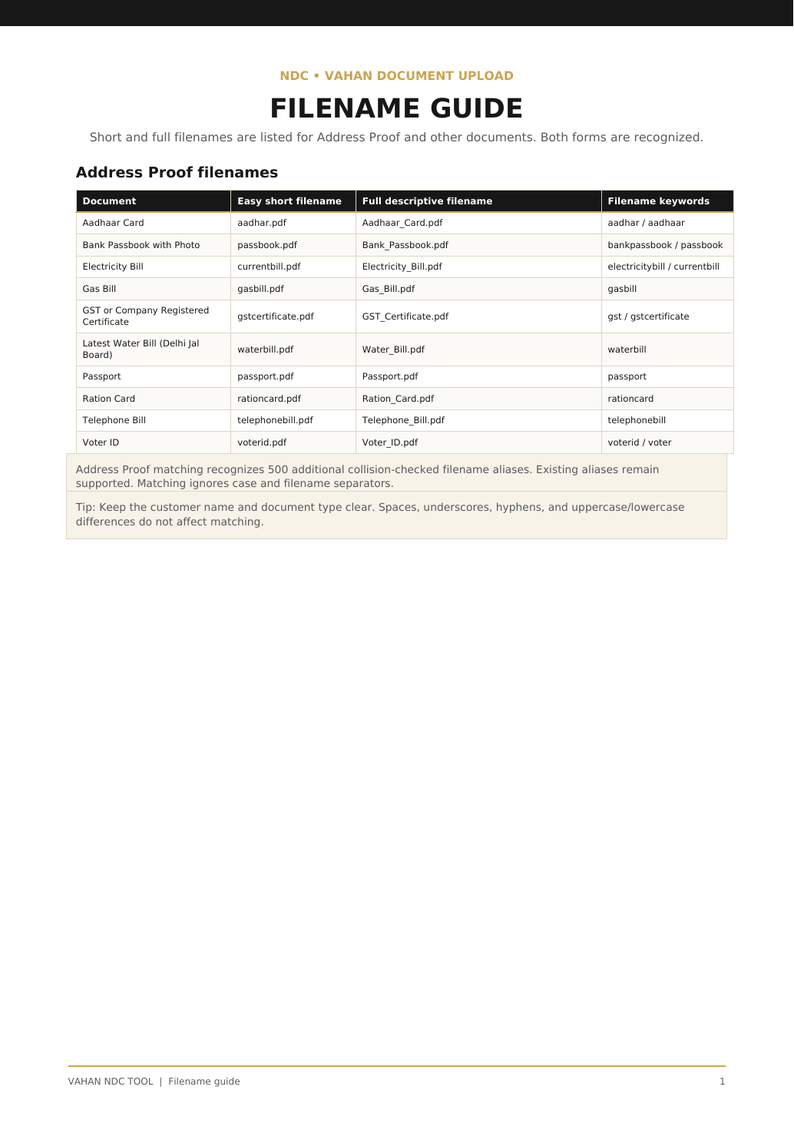 NDC • VAHAN DOCUMENT UPLOAD
FILENAME GUIDE
Short and full filenames are listed for Address Proof and other documents. Both forms are recognized.
Address Proof filenames
Document Easy short filename Full descriptive filename Filename keywords
Aadhaar Card aadhar.pdf Aadhaar_Card.pdf aadhar / aadhaar
Bank Passbook with Photo passbook.pdf Bank_Passbook.pdf bankpassbook / passbook
Electricity Bill currentbill.pdf Electricity_Bill.pdf electricitybill / currentbill
Gas Bill gasbill.pdf Gas_Bill.pdf gasbill
GST or Company Registered
Certificate gstcertificate.pdf GST_Certificate.pdf gst / gstcertificate
Latest Water Bill (Delhi Jal
Board) waterbill.pdf Water_Bill.pdf waterbill
Passport passport.pdf Passport.pdf passport
Ration Card rationcard.pdf Ration_Card.pdf rationcard
Telephone Bill telephonebill.pdf Telephone_Bill.pdf telephonebill
Voter ID voterid.pdf Voter_ID.pdf voterid / voter
Address Proof matching recognizes 500 additional collision-checked filename aliases. Existing aliases remain
supported. Matching ignores case and filename separators.
Tip: Keep the customer name and document type clear. Spaces, underscores, hyphens, and uppercase/lowercase
differences do not affect matching.
VAHAN NDC TOOL | Filename guide 1